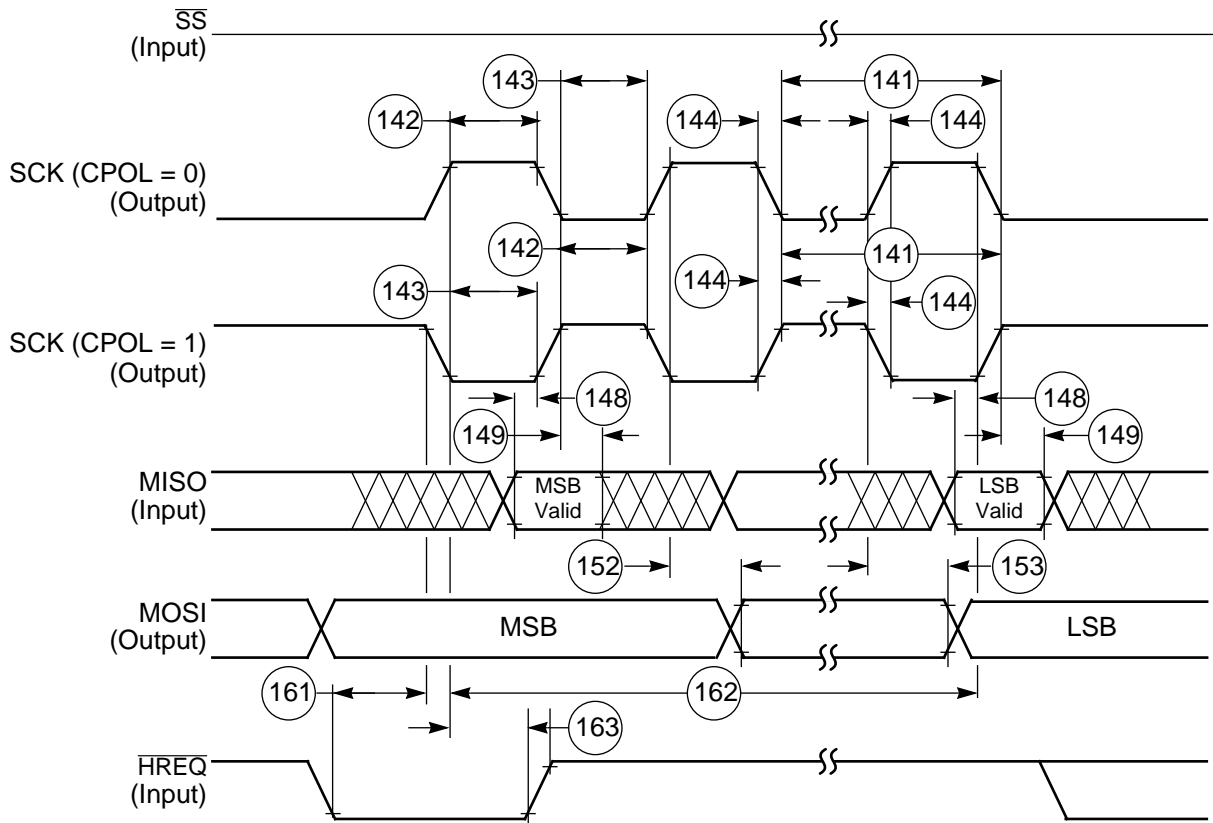 SS
(Input)
143
141
142
144
144
SCK (CPOL = 0)
(Output)
142
141
143
144
144
SCK (CPOL = 1)
(Output)
148
148
149
149
MISO
(Input)
MSB
Valid
LSB
Valid
152
153
MOSI
(Output)
MSB
LSB
161
162
163
HREQ
(Input)